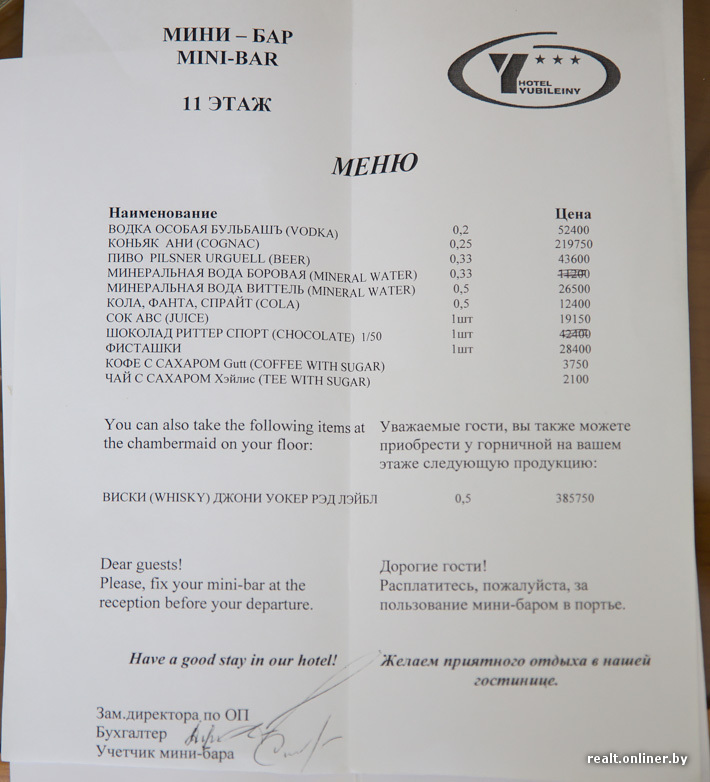 МИНИ – БАР
MINI-BAR
11 ЭТАЖ
Y
HOTEL
YUBILEINY
МЕНЮ
Наименование Цена
ВОДКА ОСОБАЯ БУЛЬБАШЪ (VODKA) 0,2 52400
КОНЬЯК АНИ (COGNAC) 0,25 219750
ПИВО PILSNER URGUELL (BEER) 0,33 43600
МИНЕРАЛЬНАЯ ВОДА БОРОВАЯ (MINERAL WATER) 0,33 11200
МИНЕРАЛЬНАЯ ВОДА ВИТТЕЛЬ (MINERAL WATER) 0,5 26500
КОЛА, ФАНТА, СПРАЙТ (COLA) 0,5 12400
СОК АВС (JUICE) 1шт 19150
ШОКОЛАД РИТТЕР СПОРТ (CHOCOLATE) 1/50 1шт 42400
ФИСТАШКИ 1шт 28400
КОФЕ С САХАРОМ Gutt (COFFEE WITH SUGAR) 3750
ЧАЙ С САХАРОМ Хэйлис (TEE WITH SUGAR) 2100
You can also take the following items at
the chambermaid on your floor:
Уважаемые гости, вы также можете
приобрести у горничной на вашем
этаже следующую продукцию:
ВИСКИ (WHISKY) ДЖОНИ УОКЕР РЭД ЛЭЙБЛ 0,5 385750
Dear guests!
Please, fix your mini-bar at the
reception before your departure.
Дорогие гости!
Расплатитесь, пожалуйста, за
пользование мини-баром в портье.
Have a good stay in our hotel!
Желаем приятного отдыха в нашей
гостинице.
Зам.директора по ОП
Бухгалтер
Учетчик мини-бара
realt.onliner.by